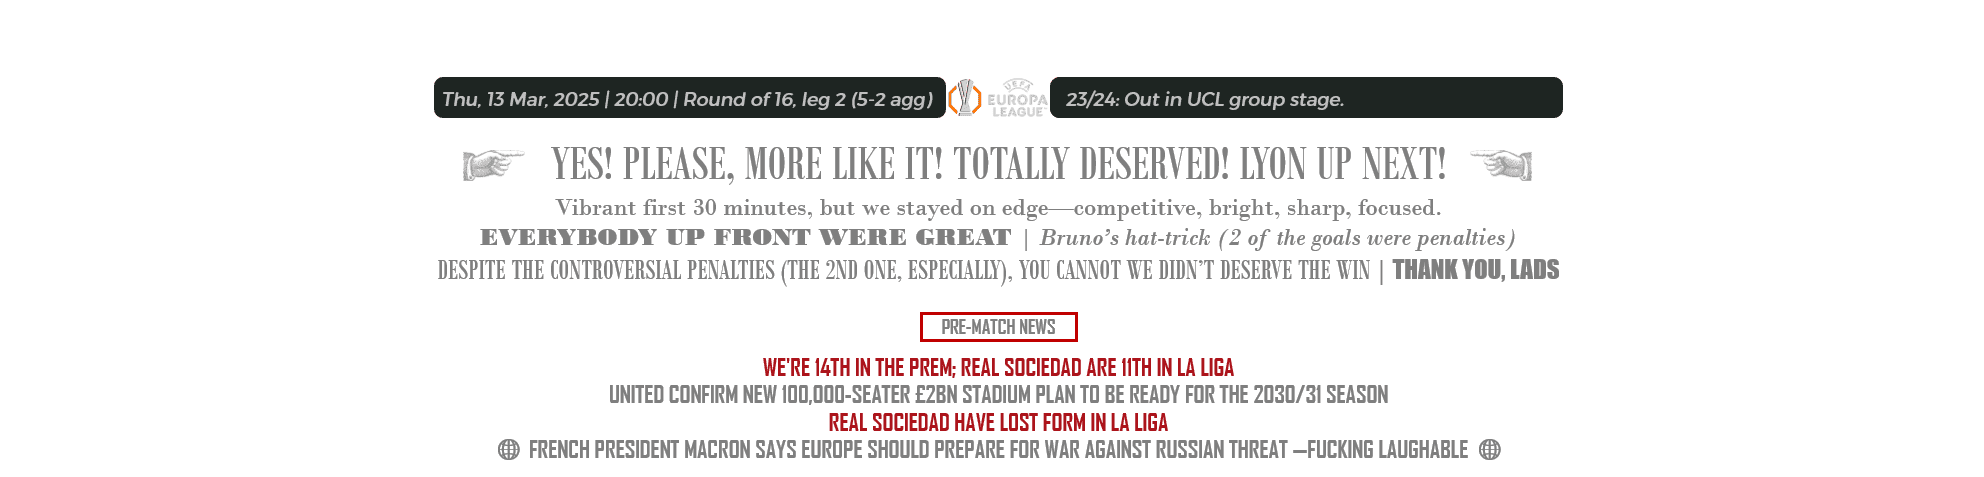 Thu, 13 Mar, 2025 | 20:00 | Round of 16, leg 2 (5-2 agg)
UEFA
EUROPA
LEAGUE
23/24: Out in UCL group stage.
YES! PLEASE, MORE LIKE IT! TOTALLY DESERVED! LYON UP NEXT!
Vibrant first 30 minutes, but we stayed on edge—competitive, bright, sharp, focused.
EVERYBODY UP FRONT WERE GREAT | Bruno's hat-trick (2 of the goals were penalties)
DESPITE THE CONTROVERSIAL PENALTIES (THE 2ND ONE, ESPECIALLY), YOU CANNOT WE DIDN'T DESERVE THE WIN | THANK YOU, LADS
PRE-MATCH NEWS
WE'RE 14TH IN THE PREM; REAL SOCIEDAD ARE 11TH IN LA LIGA
UNITED CONFIRM NEW 100,000-SEATER £2BN STADIUM PLAN TO BE READY FOR THE 2030/31 SEASON
REAL SOCIEDAD HAVE LOST FORM IN LA LIGA
FRENCH PRESIDENT MACRON SAYS EUROPE SHOULD PREPARE FOR WAR AGAINST RUSSIAN THREAT —FUCKING LAUGHABLE